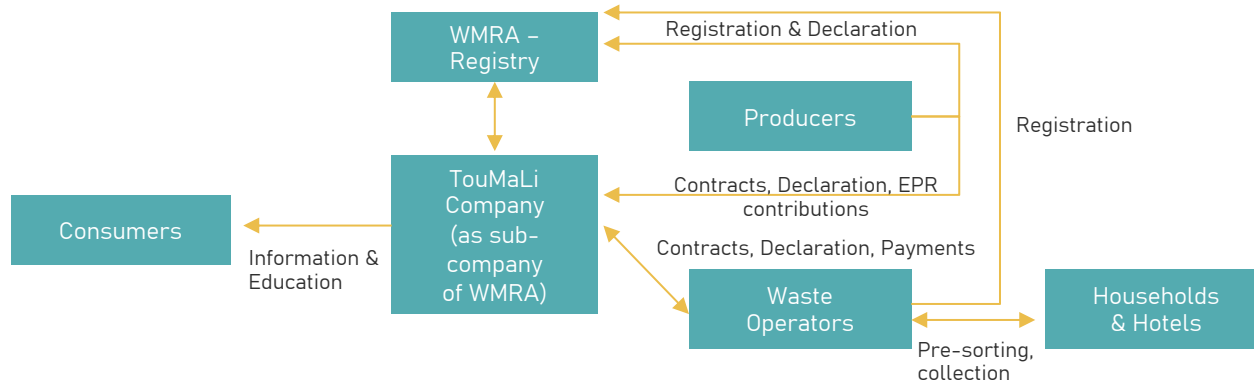 WMRA –
Registry
Registration & Declaration
Producers
Registration
TouMaLi
Company
(as sub-
company
of WMRA)
Contracts, Declaration, EPR
contributions
Consumers
Information &
Education
Contracts, Declaration, Payments
Waste
Operators
Households
& Hotels
Pre-sorting,
collection